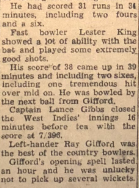 He had scored 31 runs in 34
minutes, including two fours
and a six.
Fast bowler Lester King
showed a lot of ability with the
bat and played some extremely
good shots.
His score of 38 came up in 39
minutes and including two sixes,
including one tremendous hit
over mid on. He was bowled by
the next ball from Gifford.
Captain Lance Gibbs closed
the West Indies' innings 16
minutes before tea with the
score at 7/386.
Left-hander Ray Gifford was
the best of the country bowlers.
Gifford's opening spell lasted
an hour and he was unlucky
not to pick up several wickets.